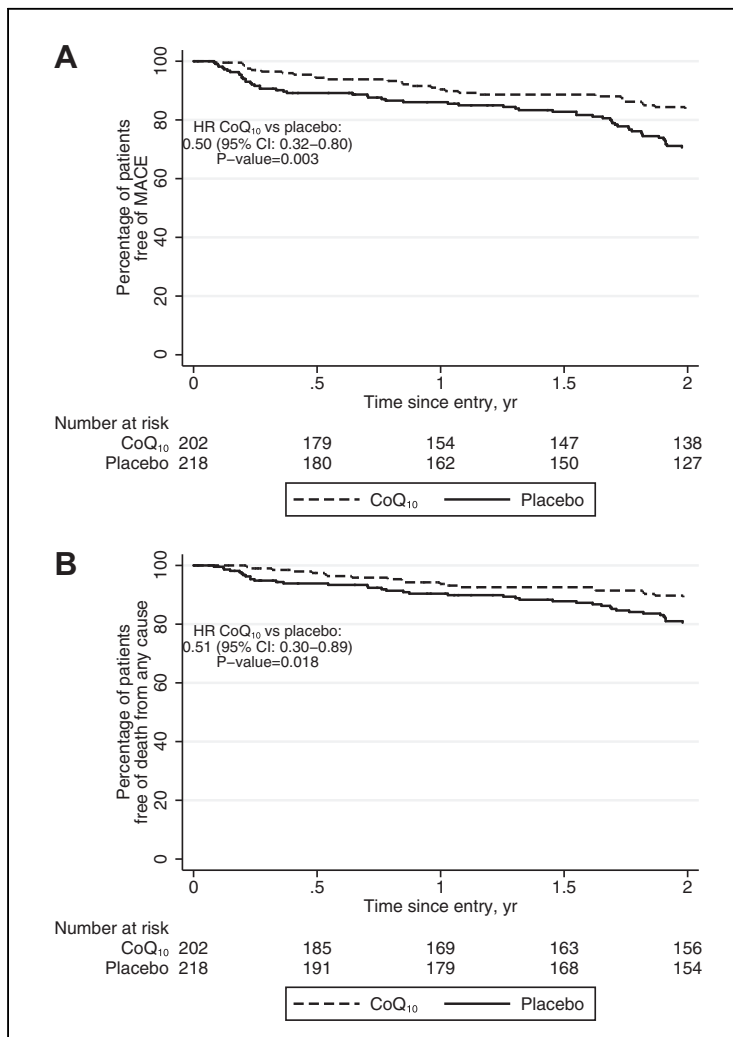 A
100
80
60
40
20
0
Percentage of patients
free of MACE
HR CoQ₁₀ vs placebo:
0.50 (95% CI: 0.32–0.80)
P-value=0.003
0 .5 1 1.5 2
Time since entry, yr
Number at risk
CoQ₁₀ 202 179 154 147 138
Placebo 218 180 162 150 127
CoQ₁₀ Placebo
B
100
80
60
40
20
0
Percentage of patients
free of death from any cause
HR CoQ₁₀ vs placebo:
0.51 (95% CI: 0.30–0.89)
P-value=0.018
0 .5 1 1.5 2
Time since entry, yr
Number at risk
CoQ₁₀ 202 185 169 163 156
Placebo 218 191 179 168 154
CoQ₁₀ Placebo